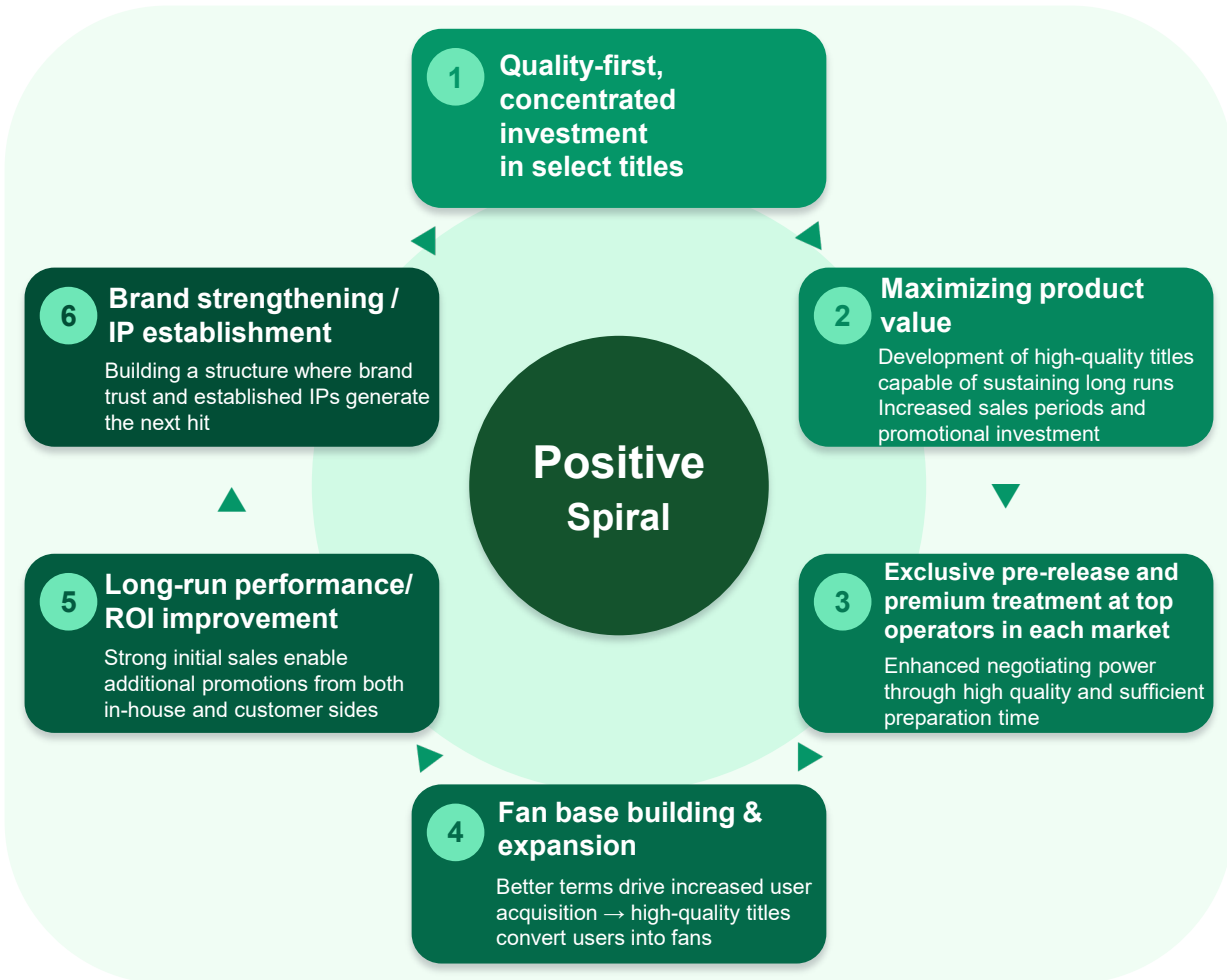 1
Quality-first,
concentrated
investment
in select titles
2
Maximizing product
value
Development of high-quality titles
capable of sustaining long runs
Increased sales periods and
promotional investment
3
Exclusive pre-release and
premium treatment at top
operators in each market
Enhanced negotiating power
through high quality and sufficient
preparation time
4
Fan base building &
expansion
Better terms drive increased user
acquisition → high-quality titles
convert users into fans
5
Long-run performance/
ROI improvement
Strong initial sales enable
additional promotions from both
in-house and customer sides
6
Brand strengthening /
IP establishment
Building a structure where brand
trust and established IPs generate
the next hit
Positive
Spiral